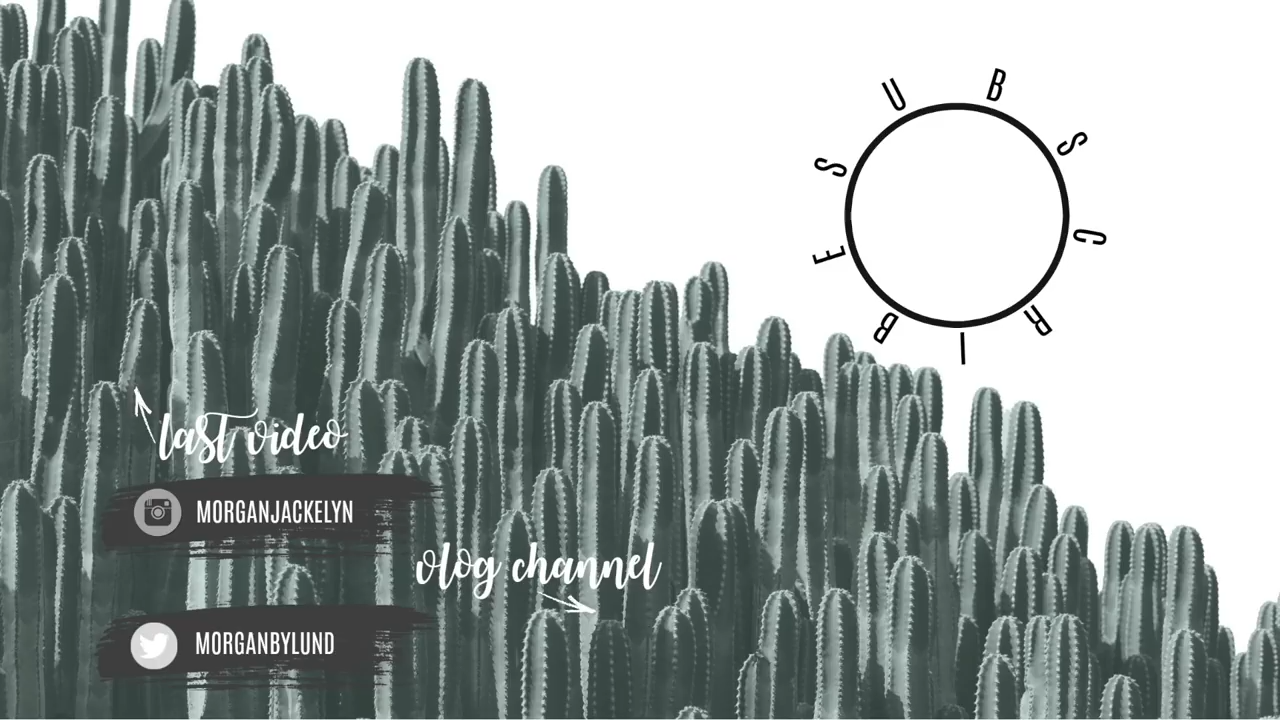 SUBSCRIBE
last video
MORGANJACKELYN
vlog channel
MORGANBYLUND